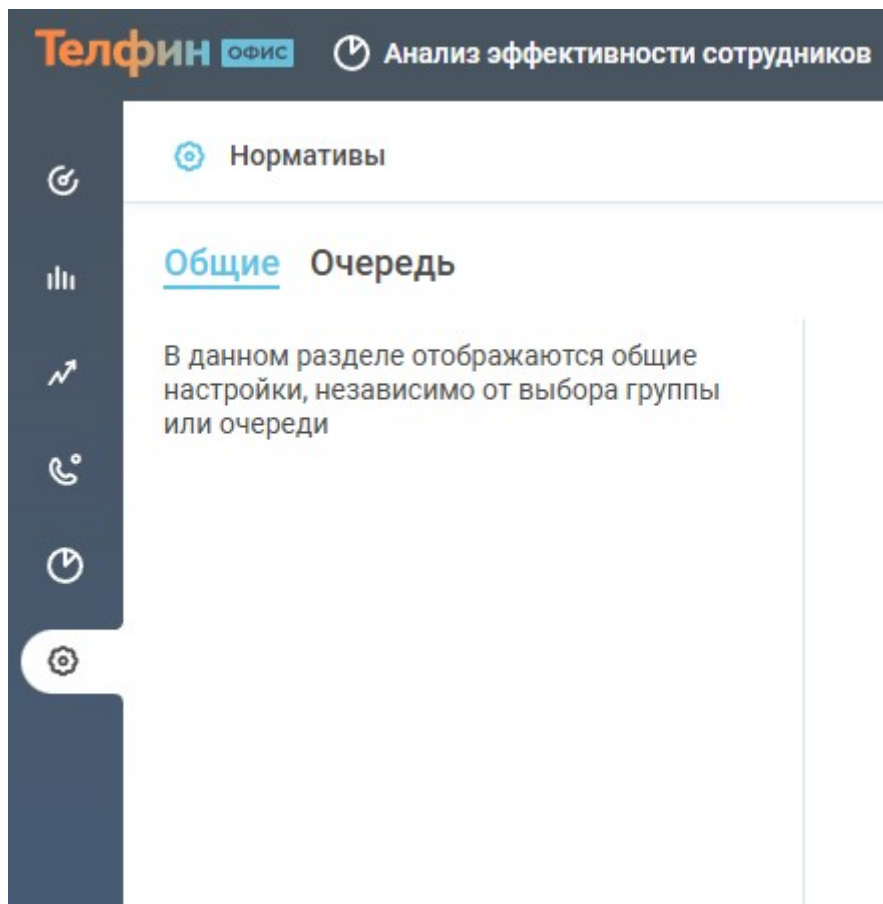 Телфин ОФИС Анализ эффективности сотрудников
Нормативы
Общие Очередь
В данном разделе отображаются общие
настройки, независимо от выбора группы
или очереди